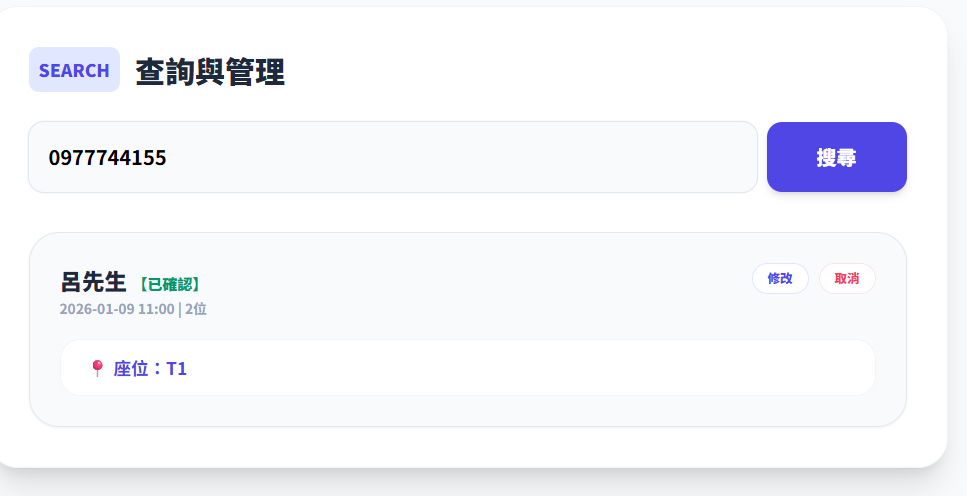 SEARCH 查詢與管理
0977744155 搜尋
呂先生【已確認】 修改 取消
2026-01-09 11:00 | 2位
📍 座位：T1